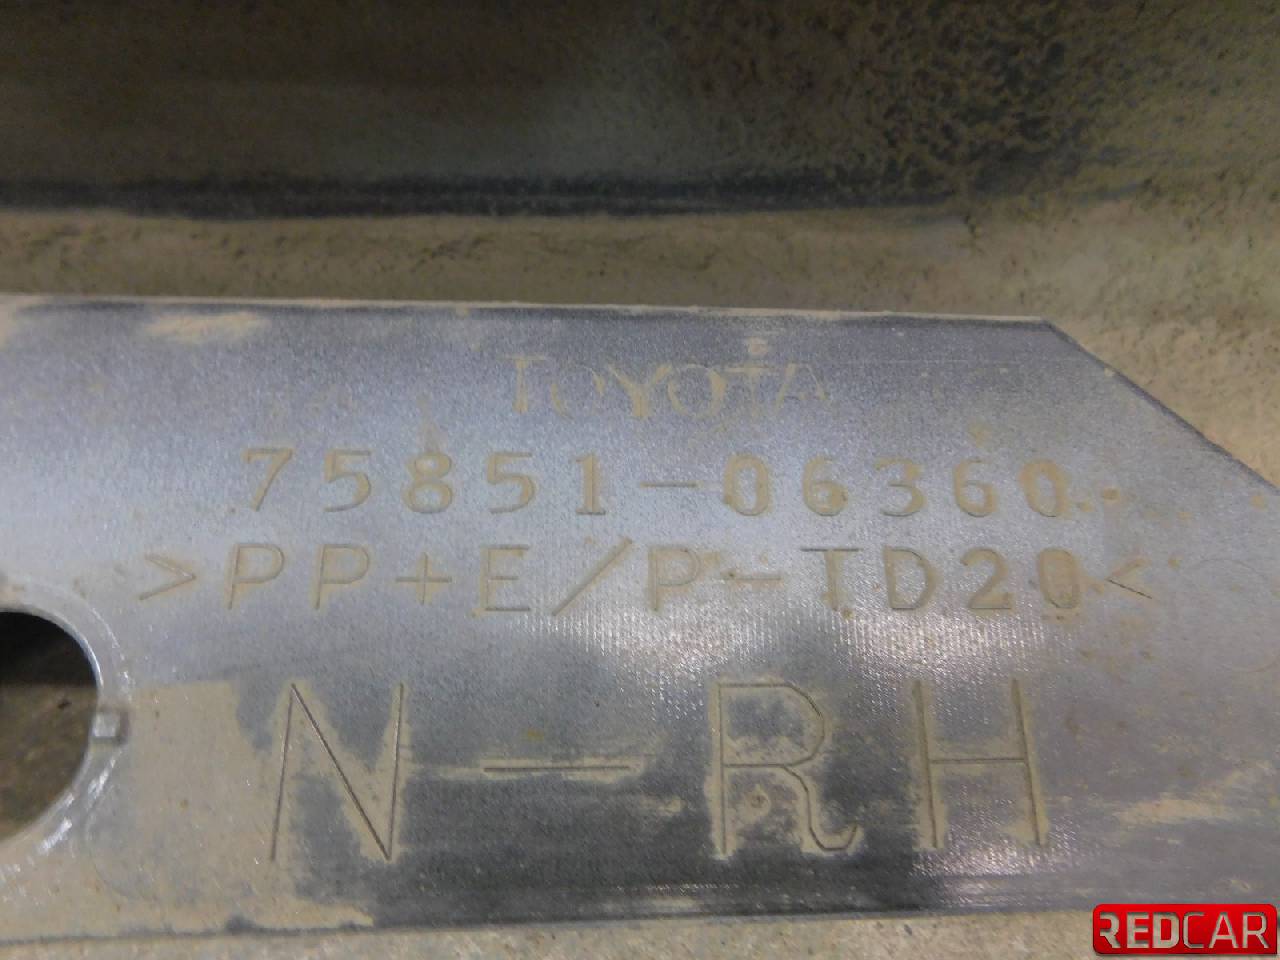 TOYOTA
75851-06360
>PP+E/P-TD20<
N-RH
REDCAR